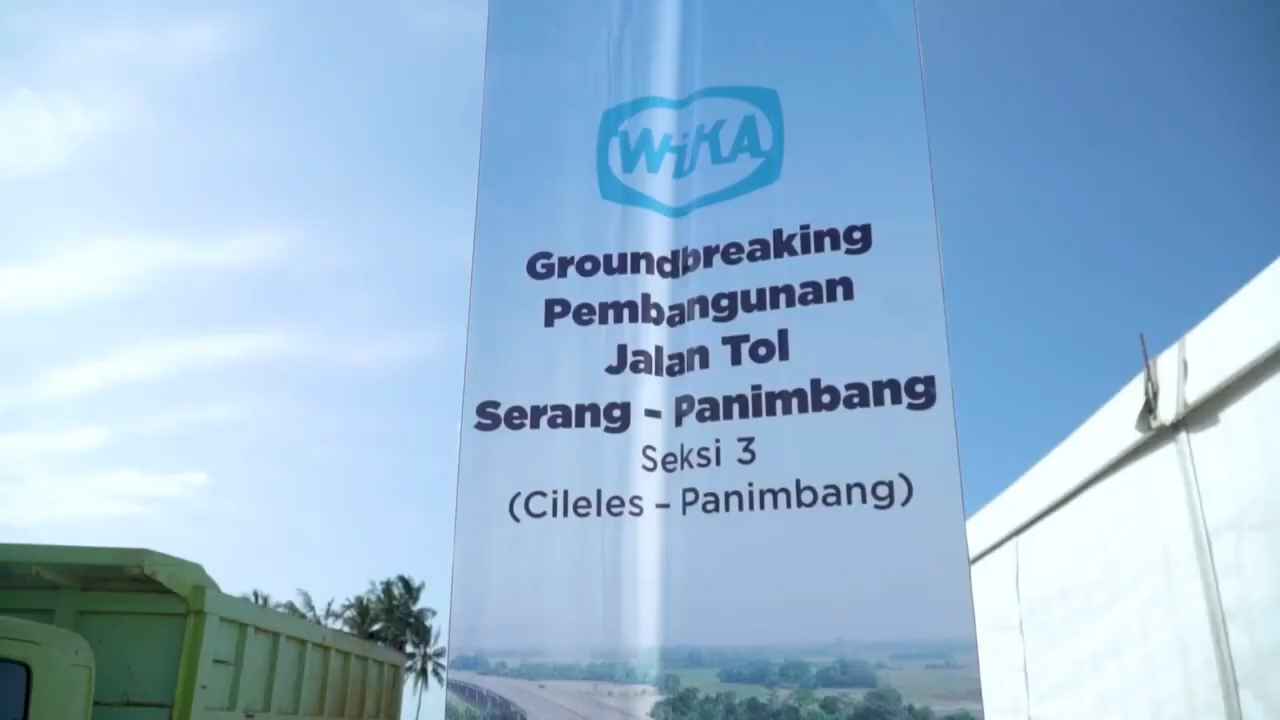 WiKA
Groundbreaking
Pembangunan
Jalan Tol
Serang - Panimbang
Seksi 3
(Cileles - Panimbang)